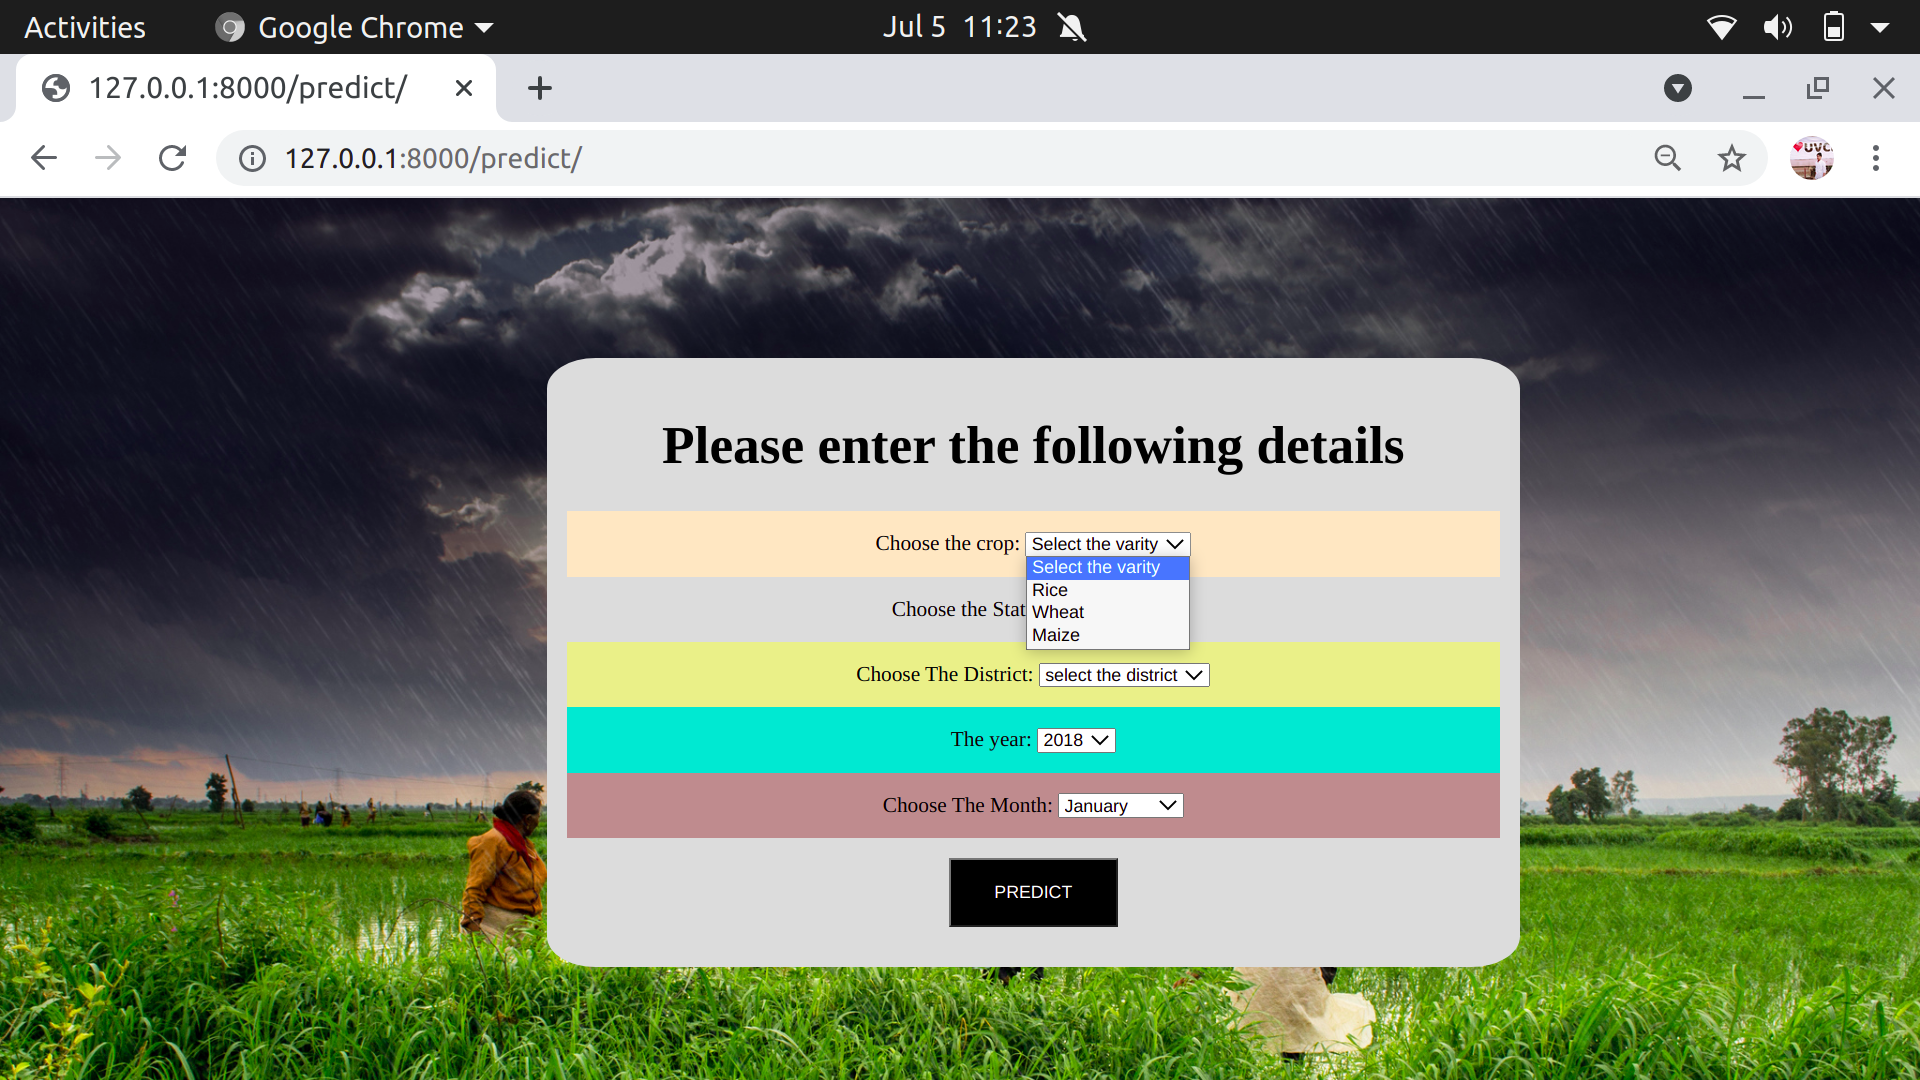 Activities
Google Chrome
Jul 5 11:23
127.0.0.1:8000/predict/
127.0.0.1:8000/predict/
Please enter the following details
Choose the crop: Select the varity
Select the varity
Rice
Wheat
Maize
Choose the Stat
Choose The District: select the district
The year: 2018
Choose The Month: January
PREDICT